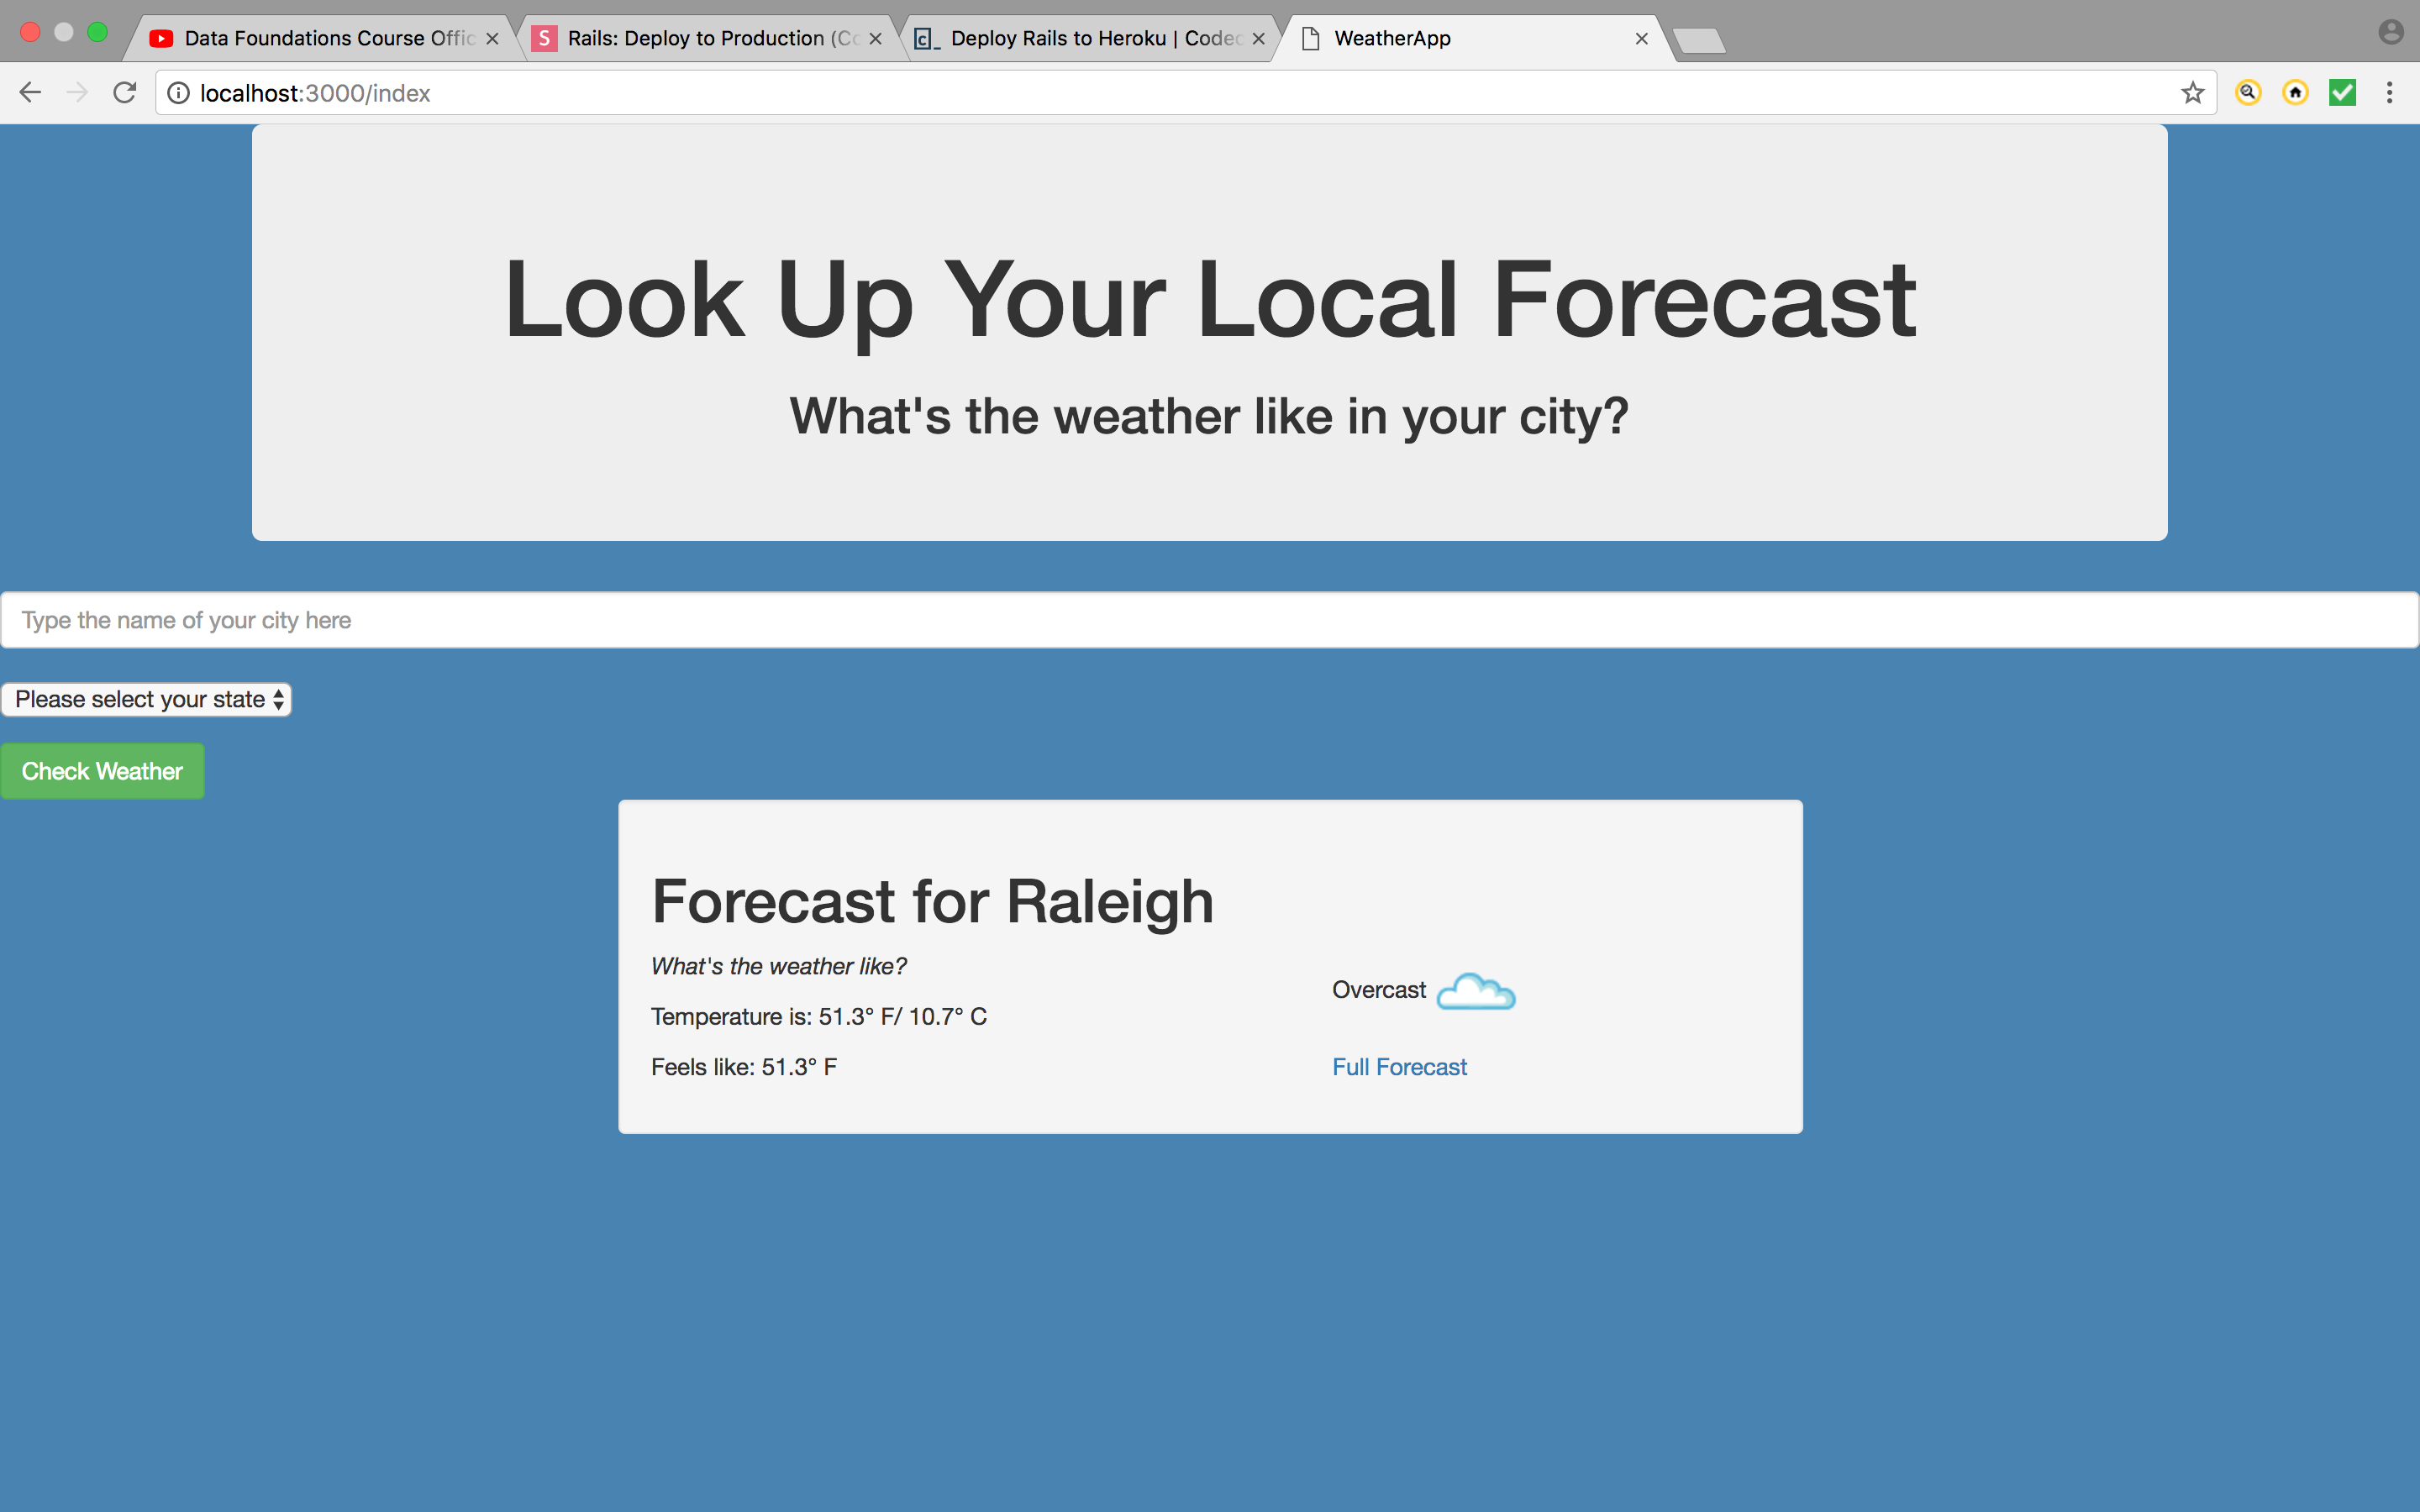 Data Foundations Course Offic
S Rails: Deploy to Production (Co
c_ Deploy Rails to Heroku | Codec
WeatherApp
localhost:3000/index
Look Up Your Local Forecast
What's the weather like in your city?
Type the name of your city here
Please select your state
Check Weather
Forecast for Raleigh
What's the weather like?
Overcast
Temperature is: 51.3° F/ 10.7° C
Feels like: 51.3° F
Full Forecast